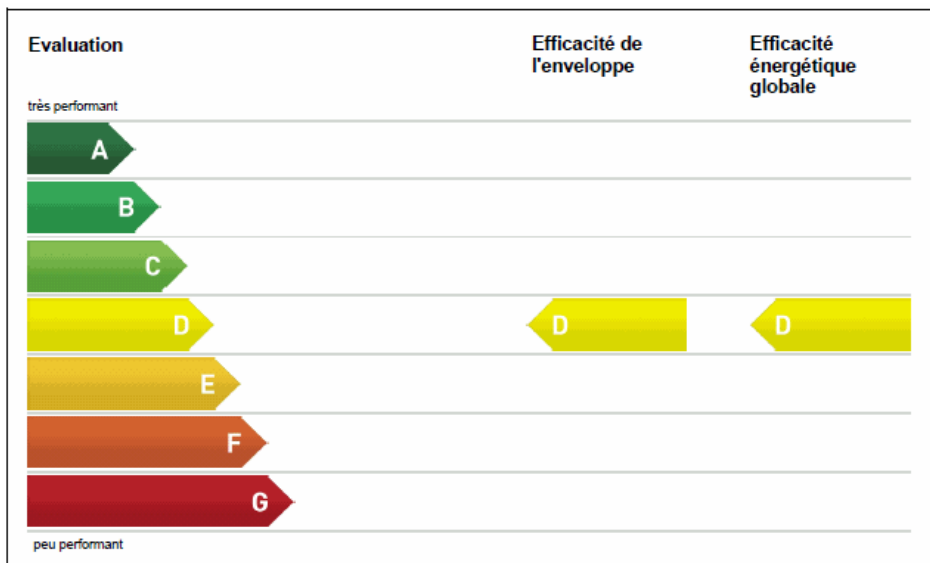 Evaluation
Efficacité de
l'enveloppe
Efficacité
énergétique
globale
très performant
A
B
C
D
D
D
E
F
G
peu performant